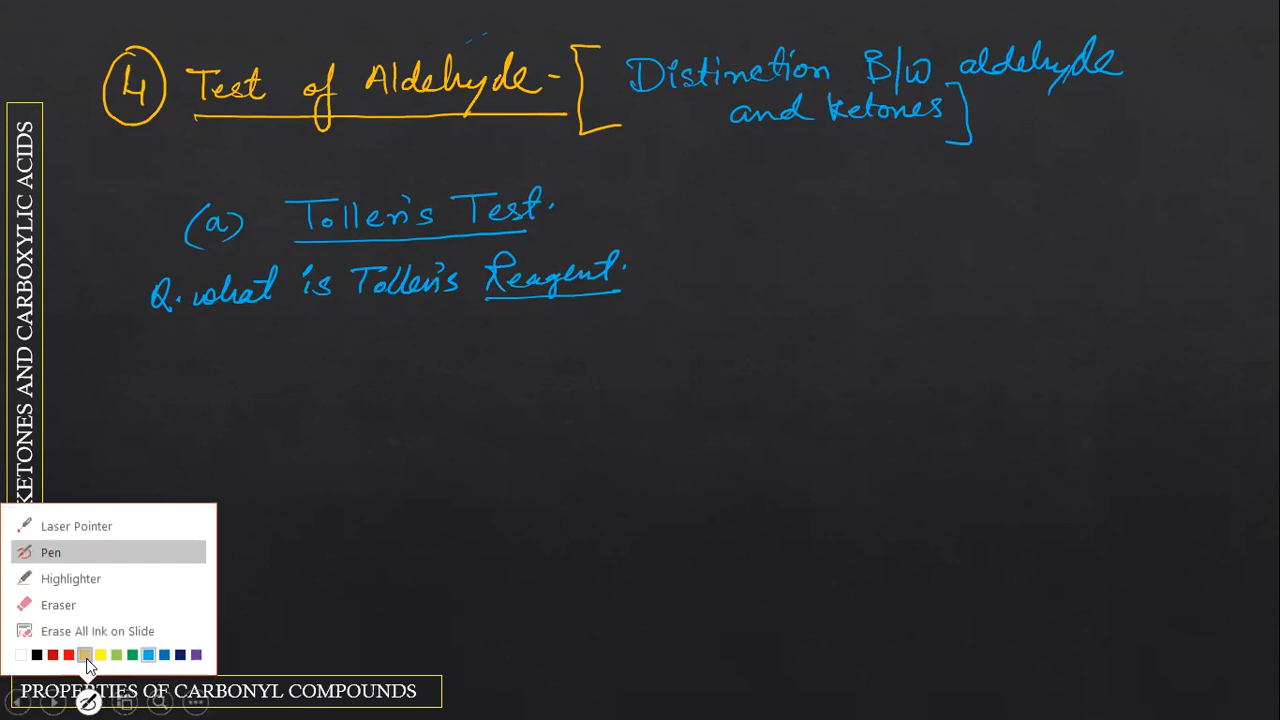 ④ Test of Aldehyde - [ Distinction B/w aldehyde
and ketones ]
(a) Tollen's Test.
Q. what is Tollen's Reagent.
KETONES AND CARBOXYLIC ACIDS
Laser Pointer
Pen
Highlighter
Eraser
Erase All Ink on Slide
PROPERTIES OF CARBONYL COMPOUNDS